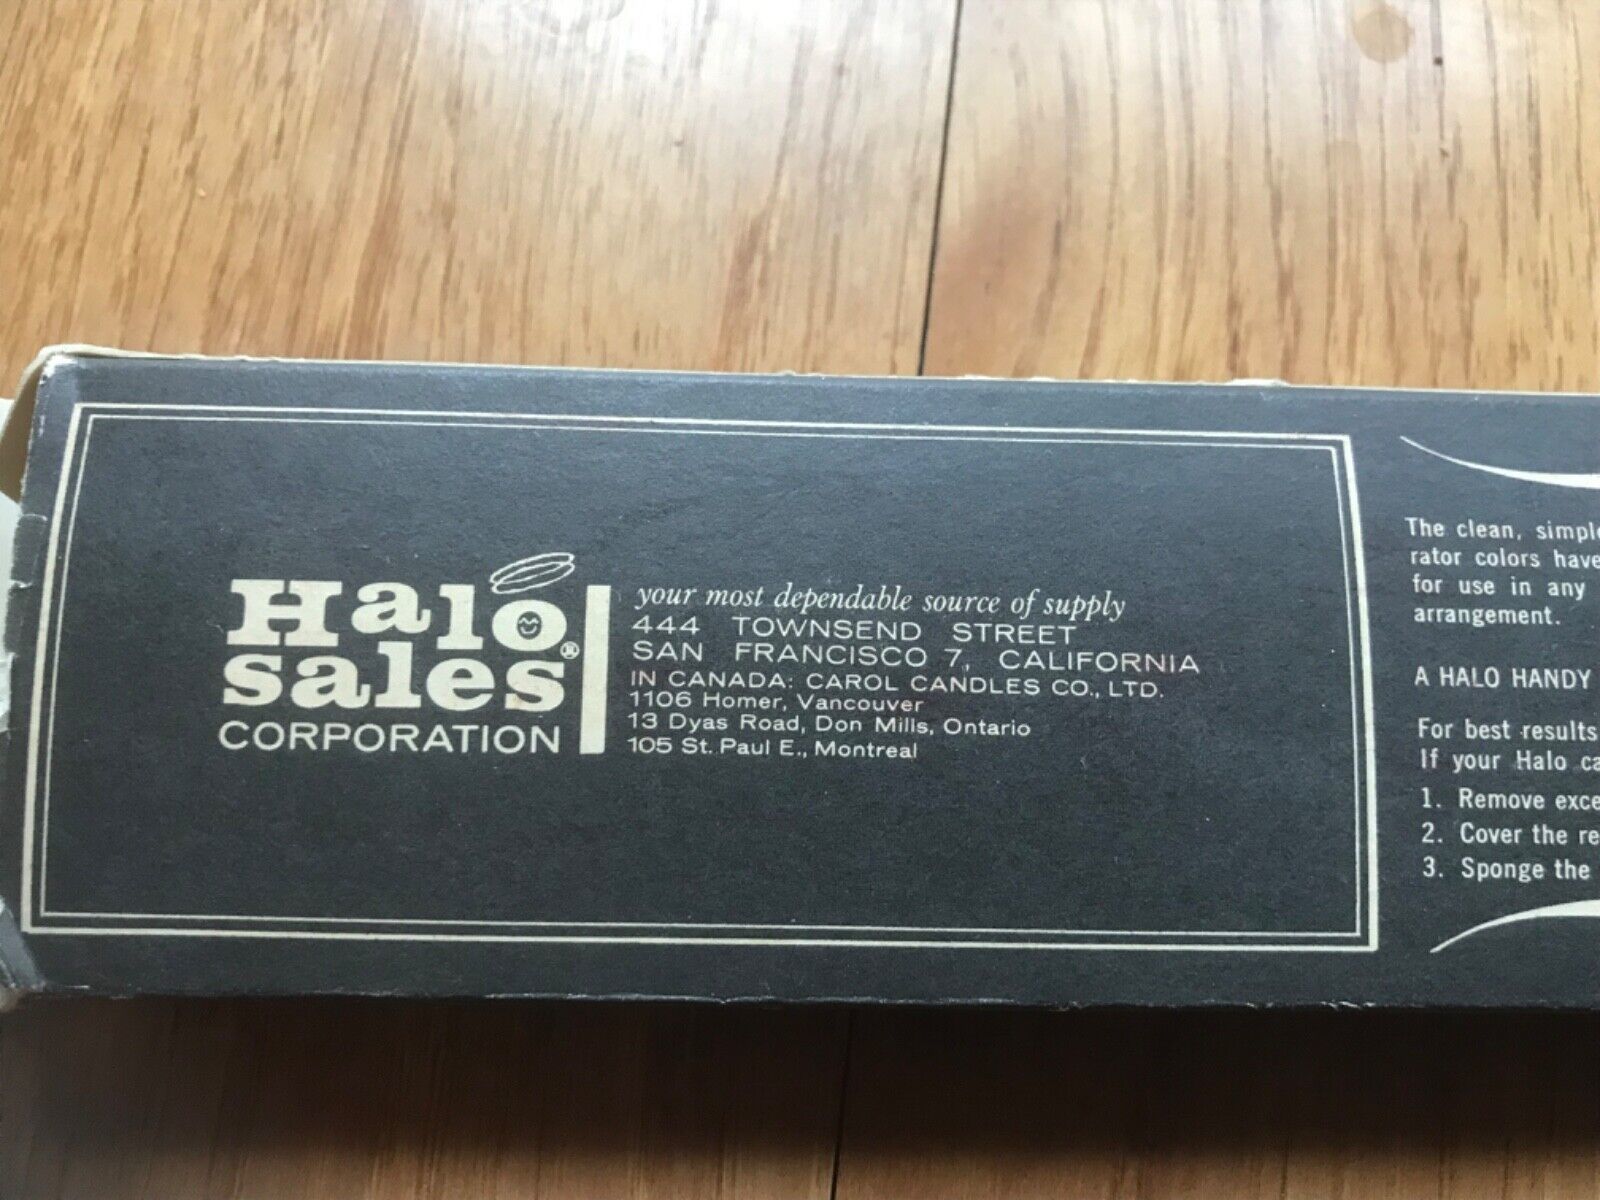 Halo
sales®
CORPORATION
your most dependable source of supply
444 TOWNSEND STREET
SAN FRANCISCO 7, CALIFORNIA
IN CANADA: CAROL CANDLES CO., LTD.
1106 Homer, Vancouver
13 Dyas Road, Don Mills, Ontario
105 St. Paul E., Montreal
The clean, simple
rator colors have
for use in any
arrangement.
A HALO HANDY
For best results
If your Halo
1. Remove
2. Cover the
3. Sponge the